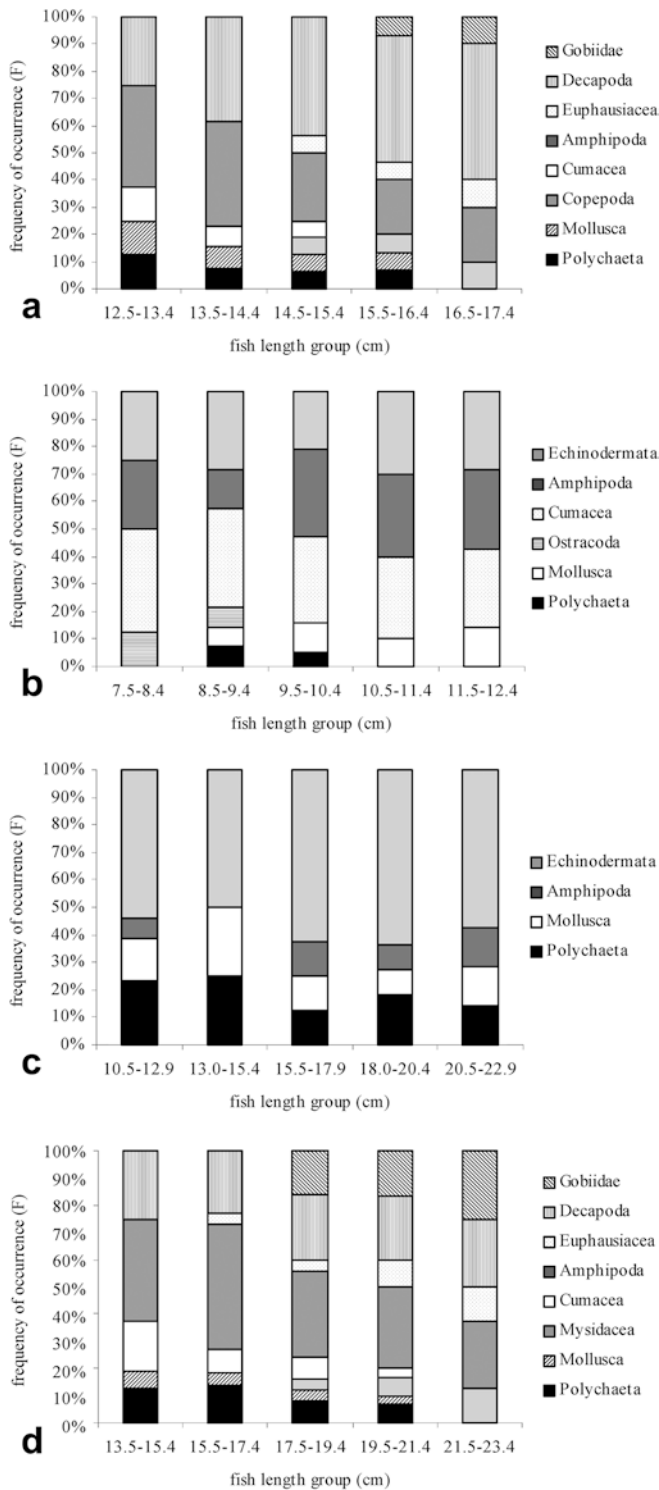 100%
90%
80%
70%
60%
50%
40%
30%
20%
10%
0%
frequency of occurrence (F)
12.5-13.4 13.5-14.4 14.5-15.4 15.5-16.4 16.5-17.4
fish length group (cm)
Gobiidae
Decapoda
Euphausiacea
Amphipoda
Cumacea
Copepoda
Mollusca
Polychaeta
a
100%
90%
80%
70%
60%
50%
40%
30%
20%
10%
0%
frequency of occurrence (F)
7.5-8.4 8.5-9.4 9.5-10.4 10.5-11.4 11.5-12.4
fish length group (cm)
Echinodermata
Amphipoda
Cumacea
Ostracoda
Mollusca
Polychaeta
b
100%
90%
80%
70%
60%
50%
40%
30%
20%
10%
0%
frequency of occurrence (F)
10.5-12.9 13.0-15.4 15.5-17.9 18.0-20.4 20.5-22.9
fish length group (cm)
Echinodermata
Amphipoda
Mollusca
Polychaeta
c
100%
90%
80%
70%
60%
50%
40%
30%
20%
10%
0%
frequency of occurrence (F)
13.5-15.4 15.5-17.4 17.5-19.4 19.5-21.4 21.5-23.4
fish length group (cm)
Gobiidae
Decapoda
Euphausiacea
Amphipoda
Cumacea
Mysidacea
Mollusca
Polychaeta
d